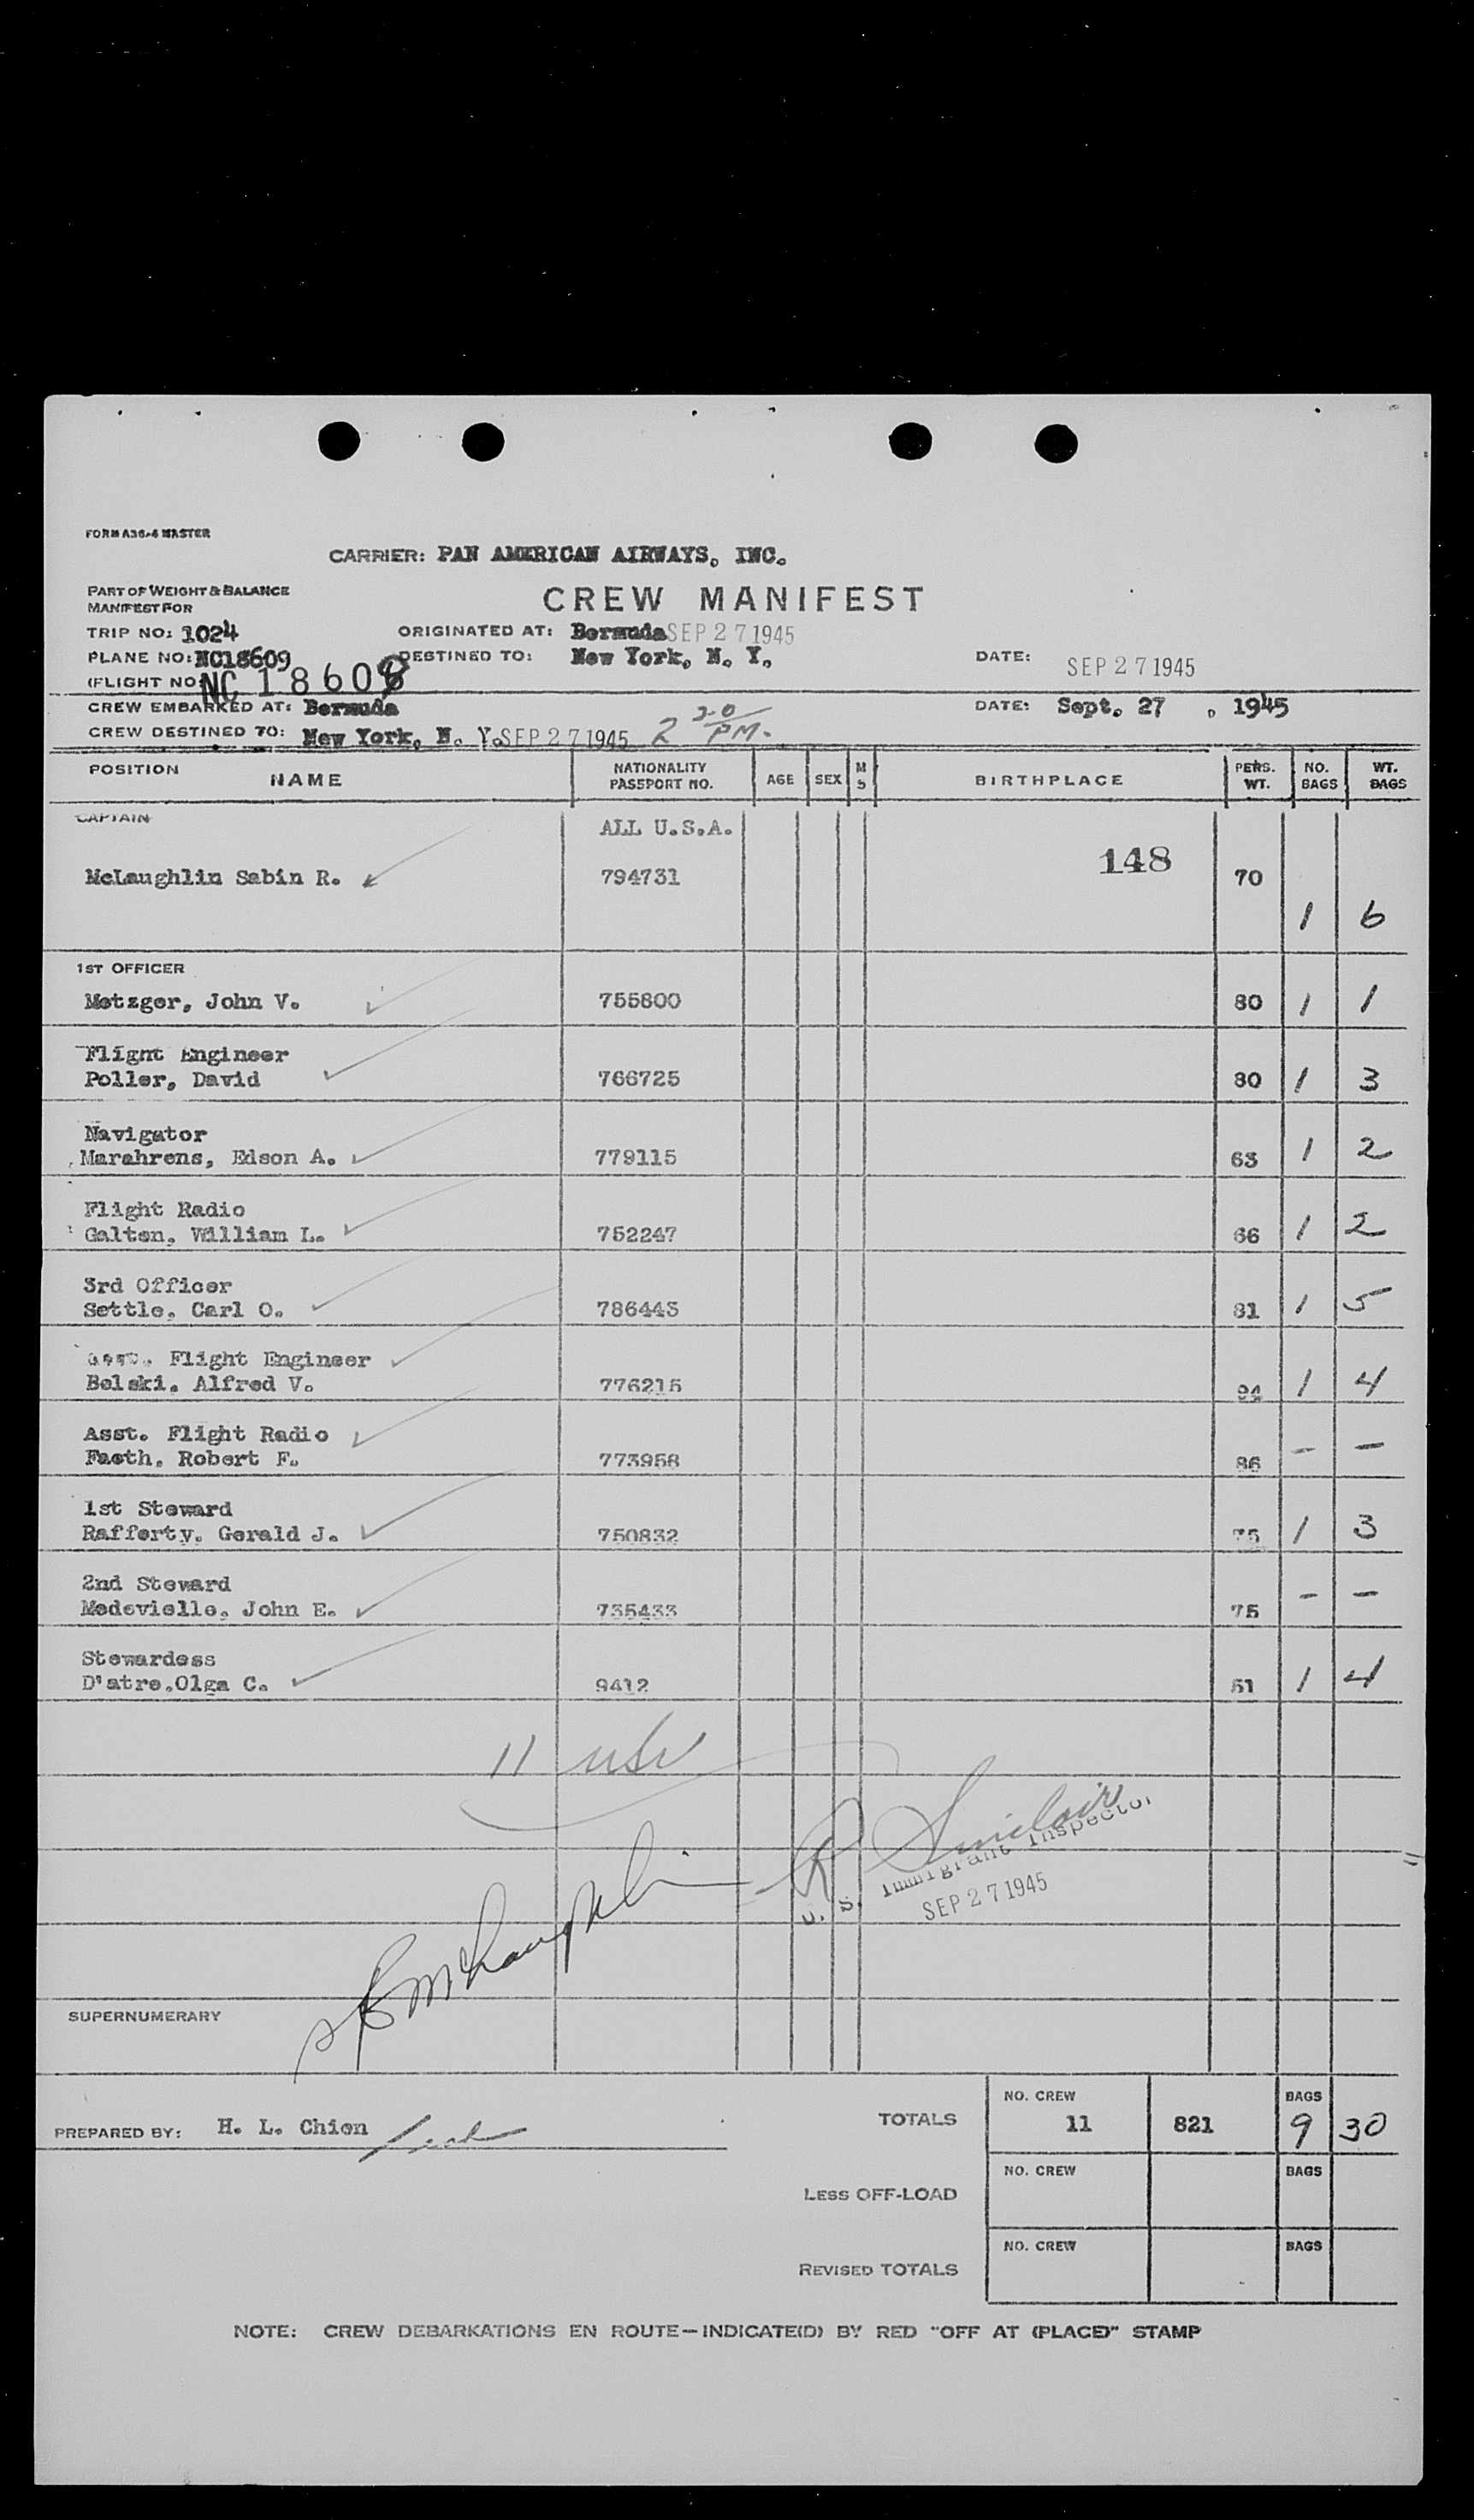 FORM A36-4 MASTER
CARRIER: PAN AMERICAN AIRWAYS, INC.
PART OF WEIGHT & BALANCE
MANIFEST FOR
CREW MANIFEST
TRIP NO: 1024 ORIGINATED AT: Bermuda SEP 27 1945
PLANE NO: NC18609 DESTINED TO: New York, N. Y. DATE: SEP 27 1945
(FLIGHT NO: NC 18608
CREW EMBARKED AT: Bermuda DATE: Sept. 27 , 1945
CREW DESTINED TO: New York, N. Y. SEP 27 1945 2 20 PM.
POSITION NAME NATIONALITY PASSPORT NO. AGE SEX M S BIRTHPLACE PERS. WT. NO. BAGS WT. BAGS
CAPTAIN ALL U.S.A.
148
McLaughlin Sabin R. 794731 70 1 6
1ST OFFICER
Metzger, John V. 755800 80 1 1
Flight Engineer
Poller, David 766725 80 1 3
Navigator
Marahrens, Edson A. 779115 63 1 2
Flight Radio
Galten, William L. 752247 66 1 2
3rd Officer
Settle, Carl O. 786443 81 1 5
Asst. Flight Engineer
Belski, Alfred V. 776215 94 1 4
Asst. Flight Radio
Faeth, Robert F. 773958 86 - -
1st Steward
Rafferty, Gerald J. 750832 75 1 3
2nd Steward
Medevielle, John E. 735433 75 - -
Stewardess
D'atre,Olga C. 9412 51 1 4
11 USC
R Sinclair
U. S. Immigrant Inspector
SEP 27 1945
S R McLaughlin
SUPERNUMERARY
PREPARED BY: H. L. Chien
TOTALS NO. CREW 11 821 BAGS 9 30
LESS OFF-LOAD NO. CREW BAGS
REVISED TOTALS NO. CREW BAGS
NOTE: CREW DEBARKATIONS EN ROUTE—INDICATE(D) BY RED "OFF AT (PLACE)" STAMP